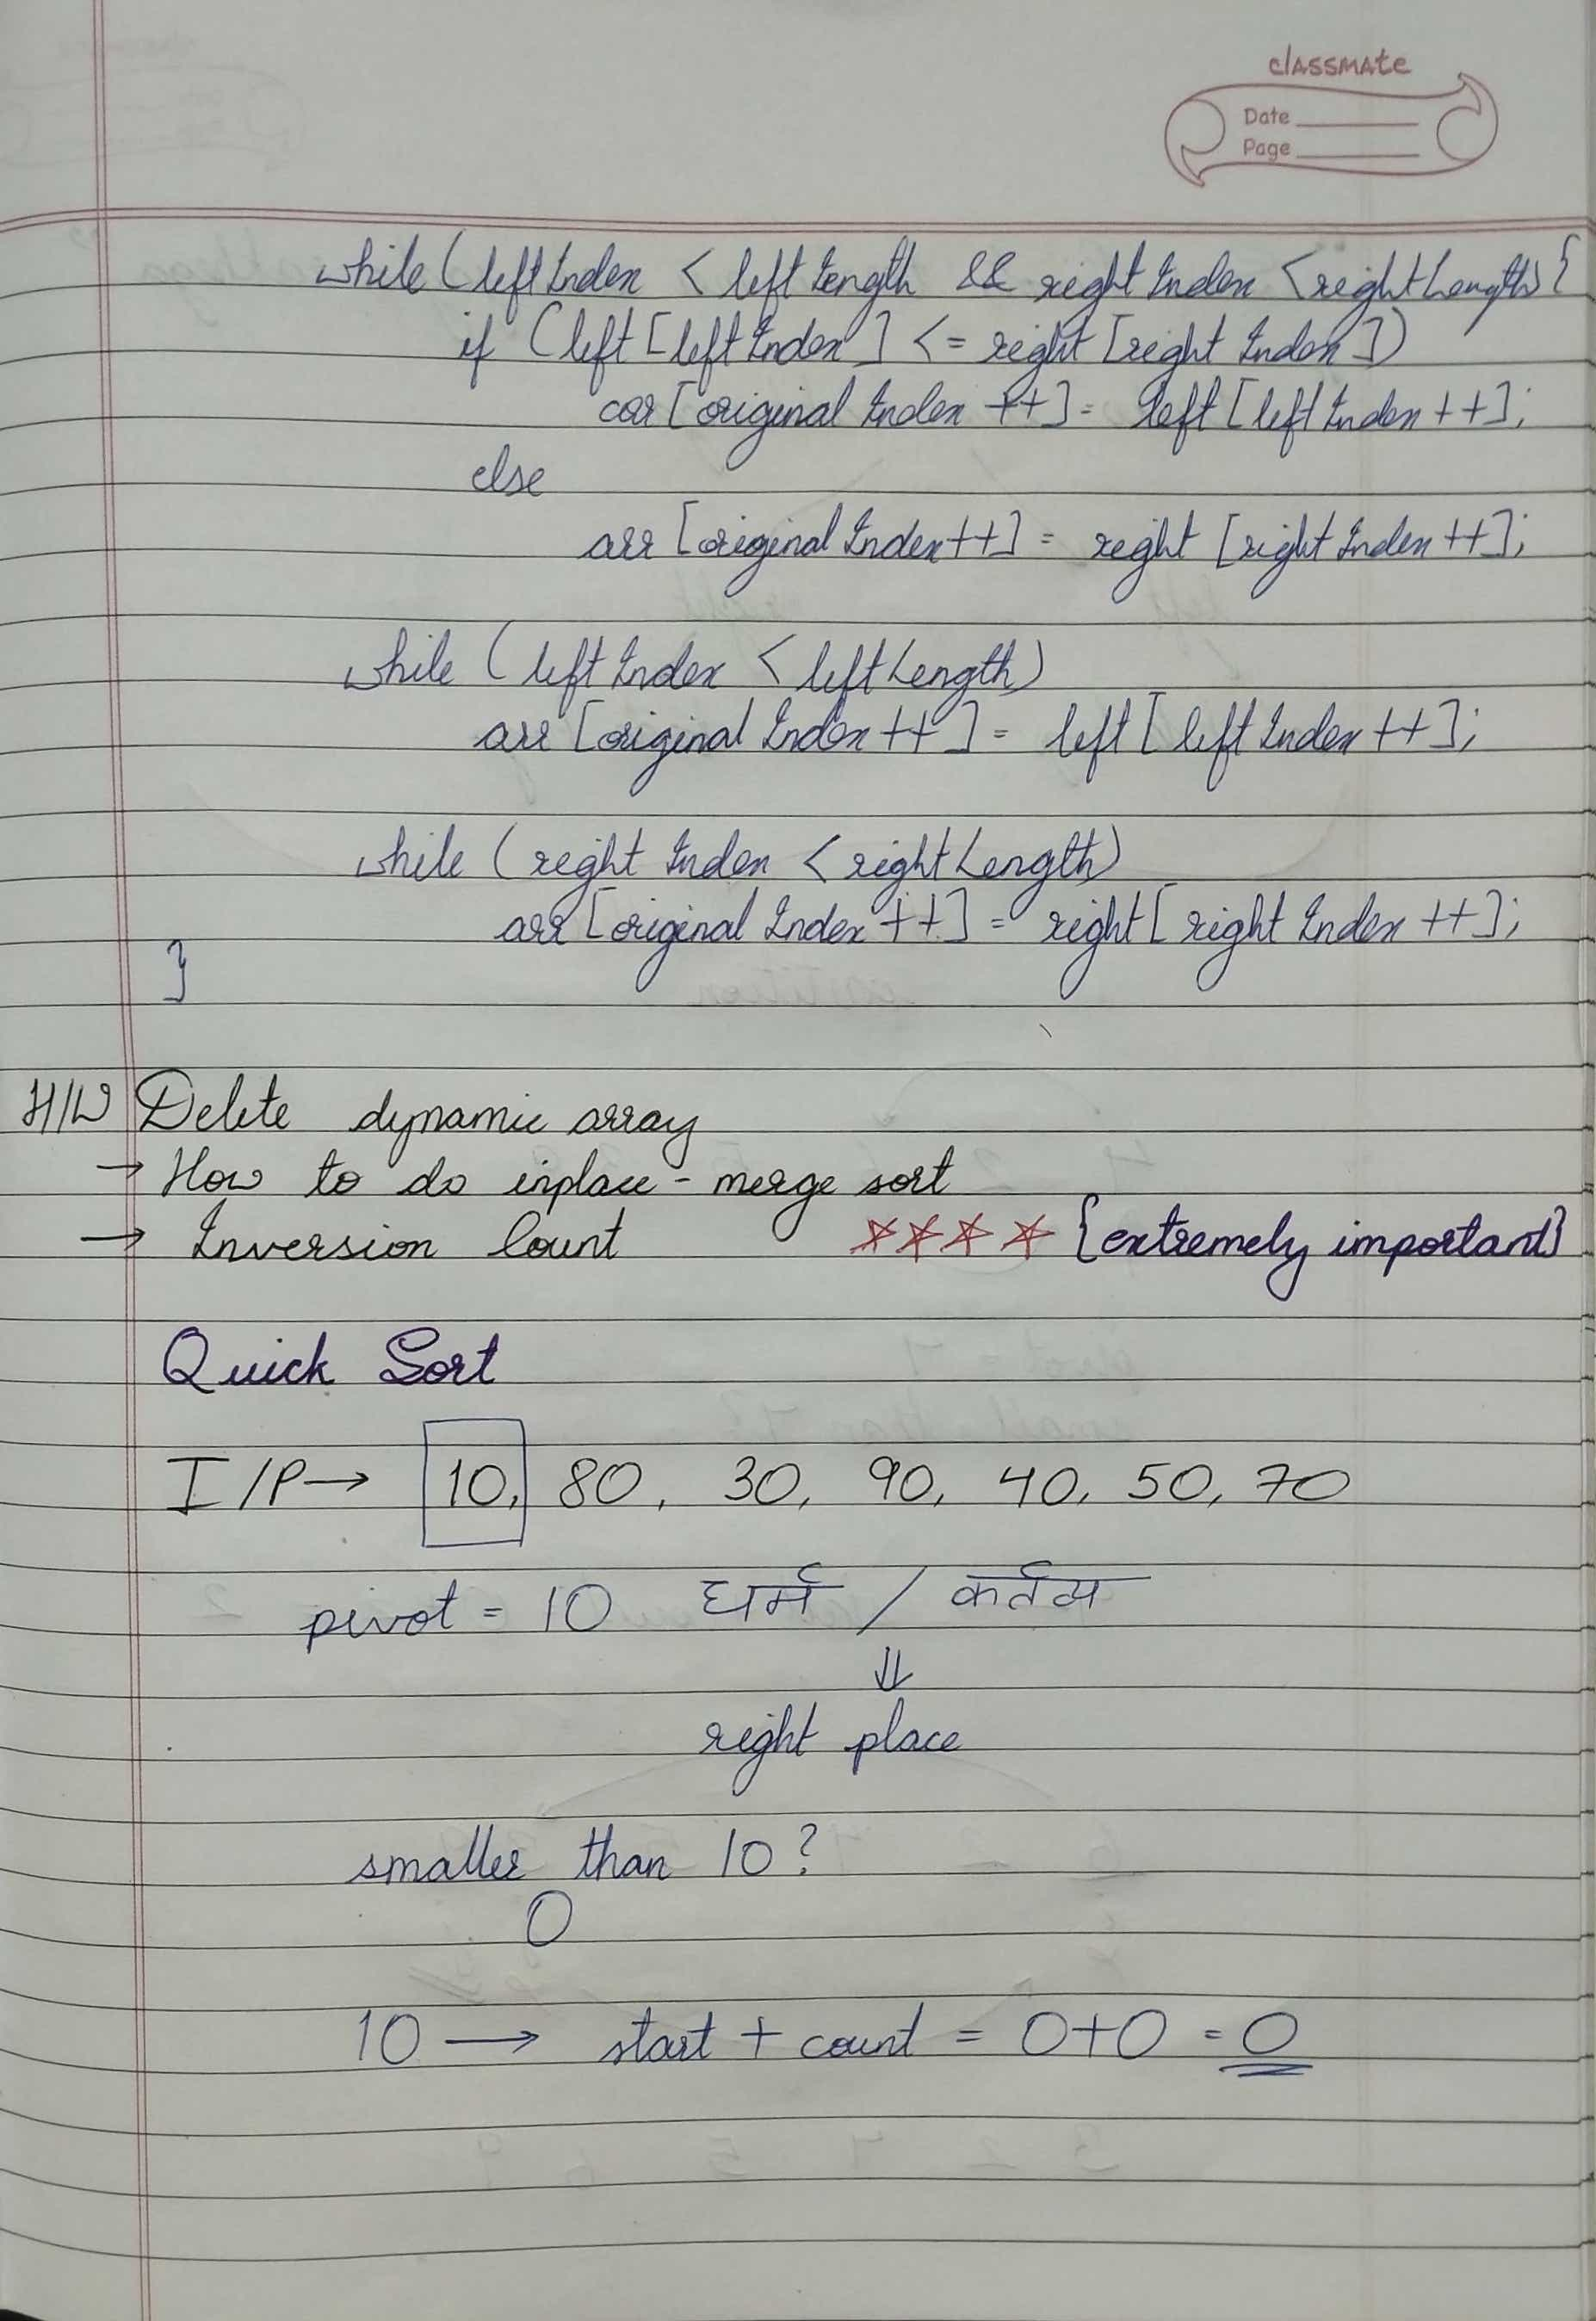 classmate
Date
Page
while (leftIndex < leftLength && rightIndex < rightLength) {
if (left [leftIndex] <= right [rightIndex])
arr [originalIndex ++] = left [leftIndex ++];
else
arr [originalIndex ++] = right [rightIndex ++];
while (leftIndex < leftLength)
arr [originalIndex ++] = left [leftIndex ++];
while (rightIndex < rightLength)
arr [originalIndex ++] = right [rightIndex ++];
}
H/W Delete dynamic array
→ How to do inplace - merge sort
→ Inversion Count **** {extremely important}
Quick Sort
I/P → 10, 80, 30, 90, 40, 50, 70
pivot = 10 धर्म / कर्तव्य
⇓
right place
smaller than 10 ?
0
10 → start + count = 0+0 = 0